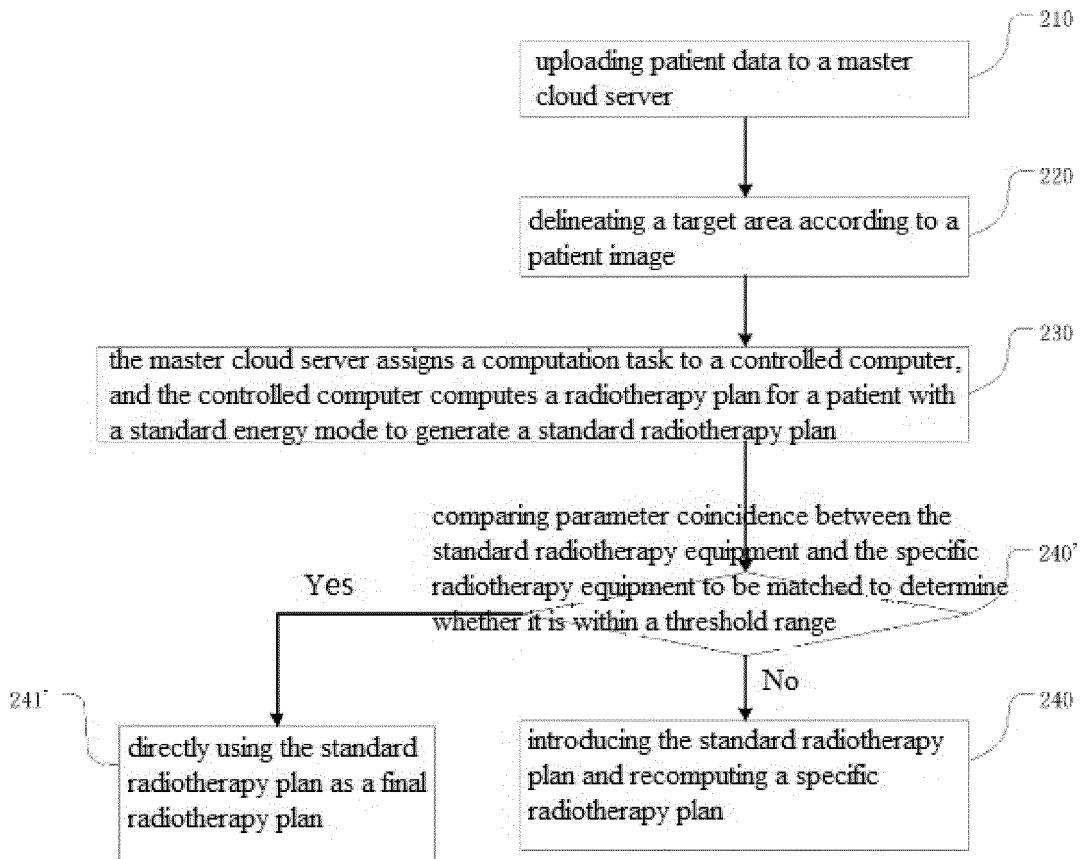 210
uploading patient data to a master
cloud server
220
delineating a target area according to a
patient image
230
the master cloud server assigns a computation task to a controlled computer,
and the controlled computer computes a radiotherapy plan for a patient with
a standard energy mode to generate a standard radiotherapy plan
comparing parameter coincidence between the
standard radiotherapy equipment and the specific
radiotherapy equipment to be matched to determine
whether it is within a threshold range
240'
Yes
No
241'
directly using the standard
radiotherapy plan as a final
radiotherapy plan
240
introducing the standard radiotherapy
plan and recomputing a specific
radiotherapy plan